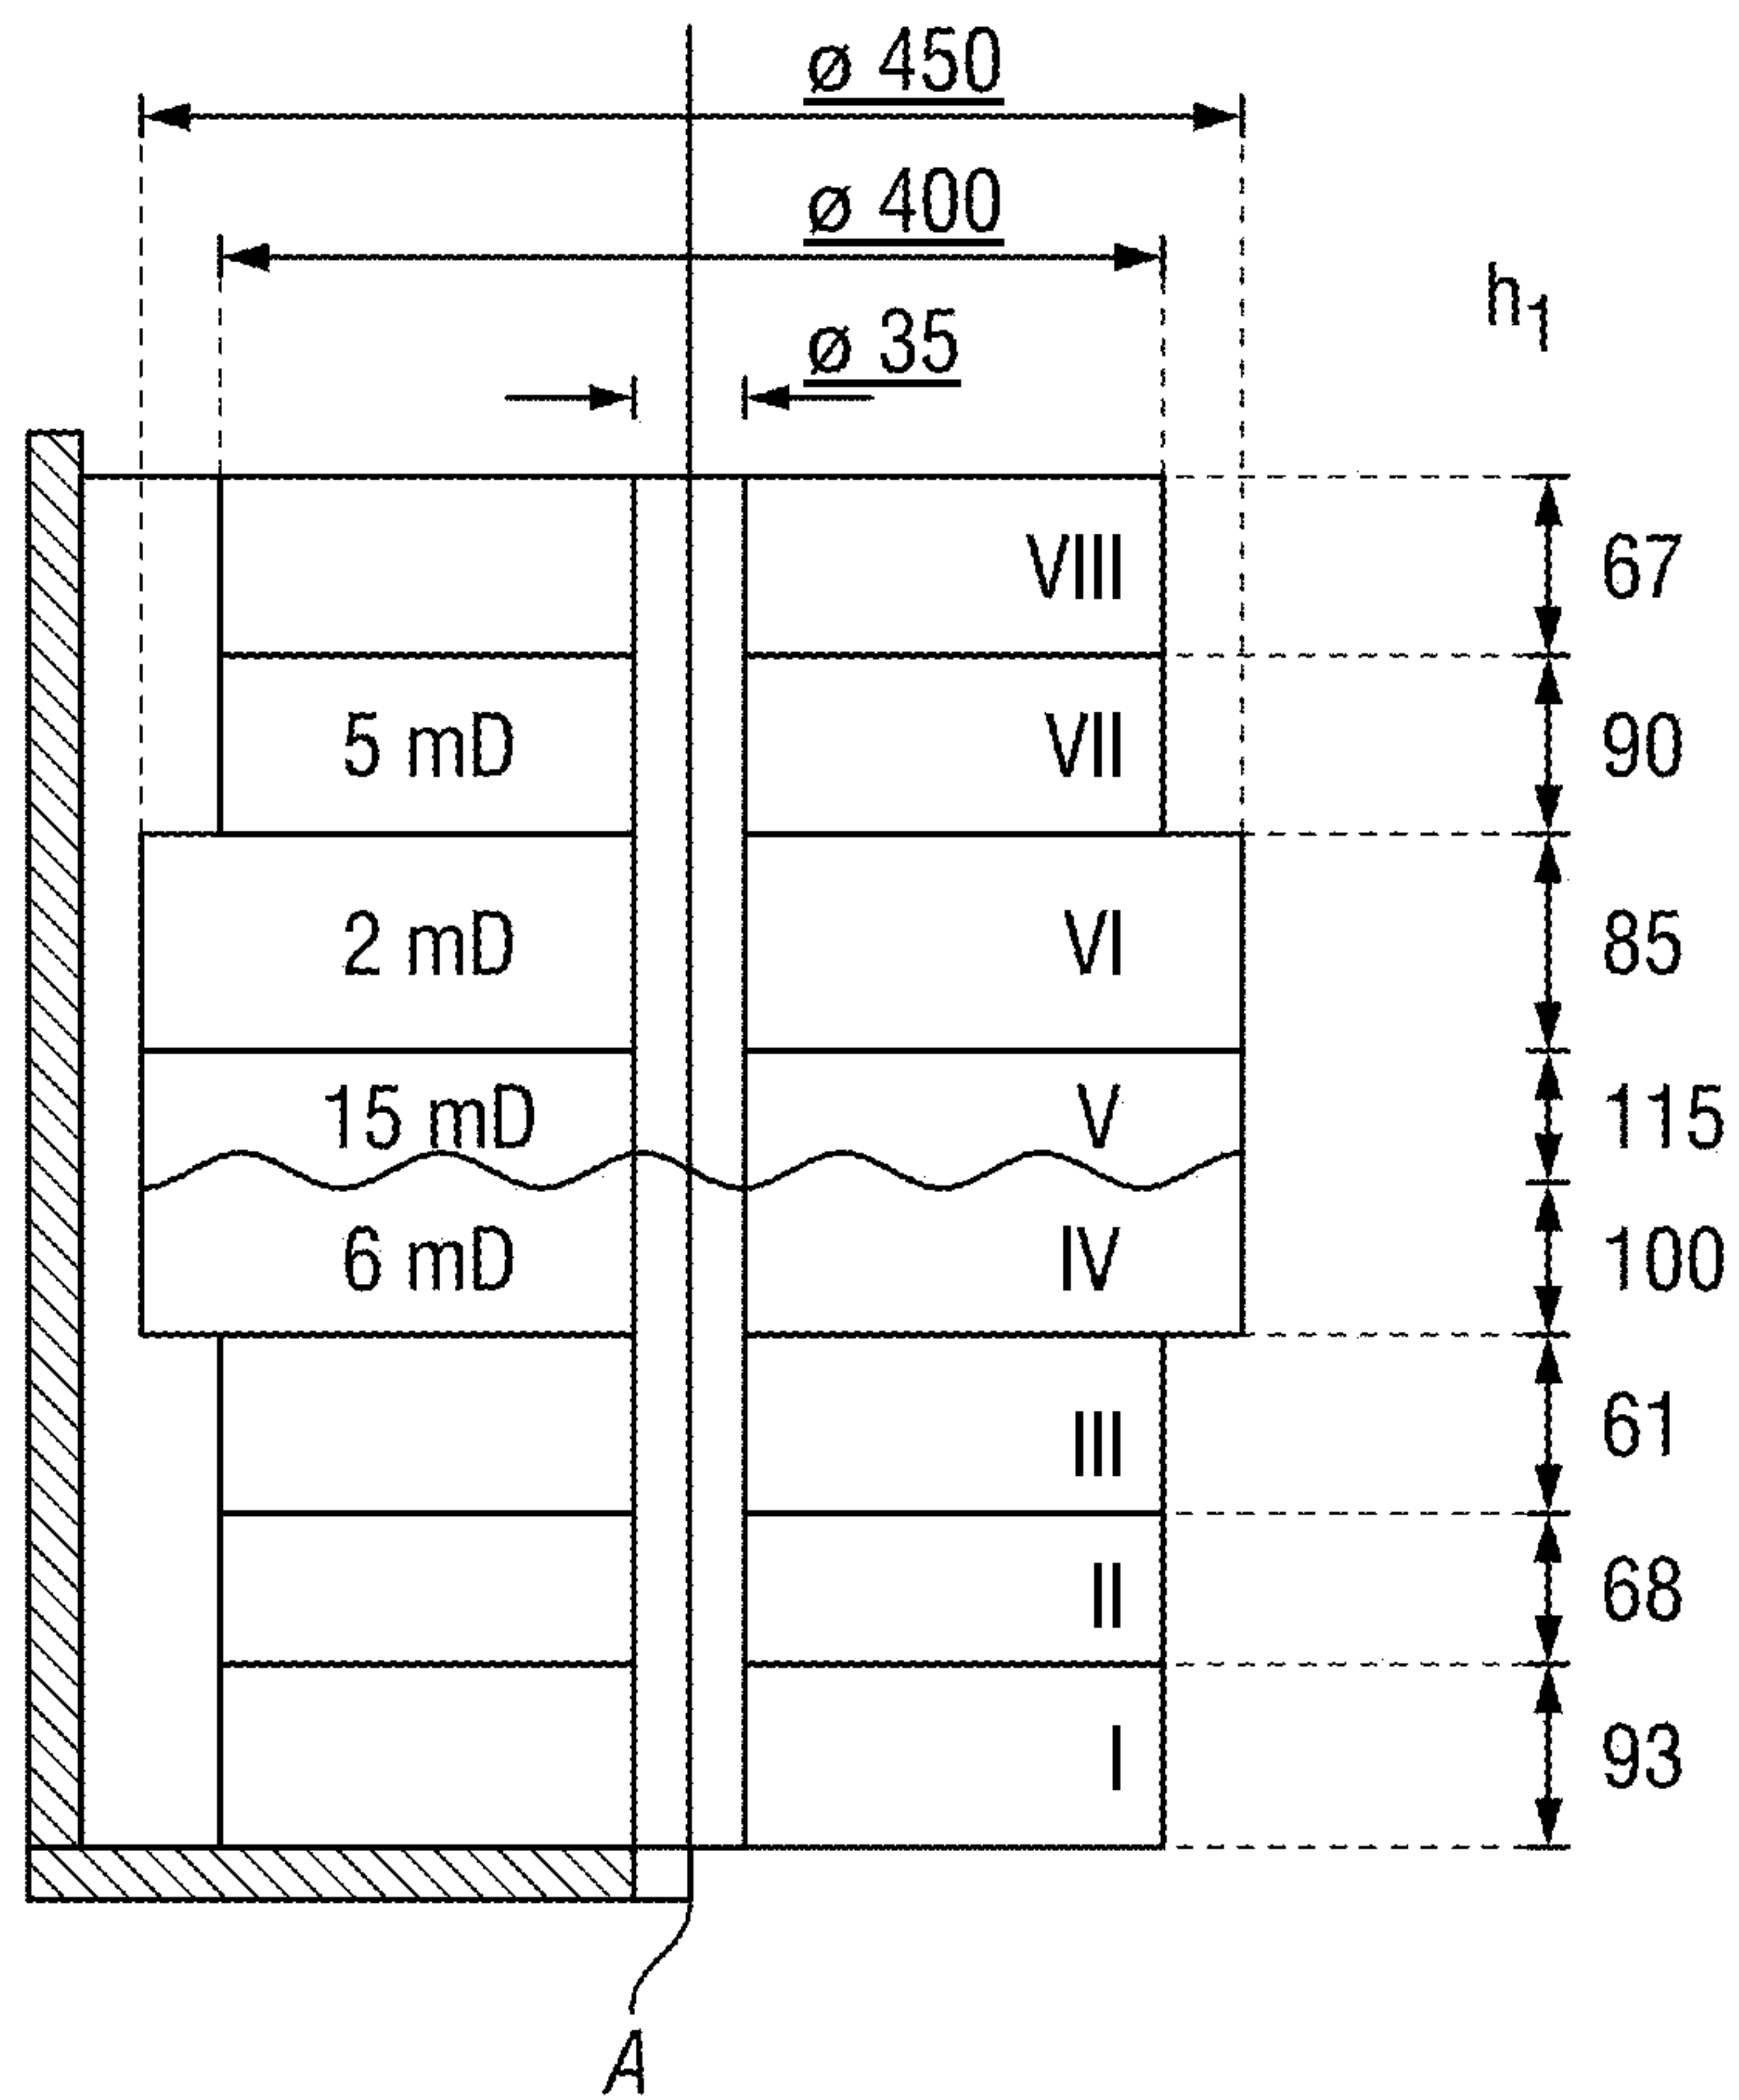 ø 450
ø 400
ø 35
h₁
VIII 67
5 mD VII 90
2 mD VI 85
15 mD V 115
6 mD IV 100
III 61
II 68
I 93
A